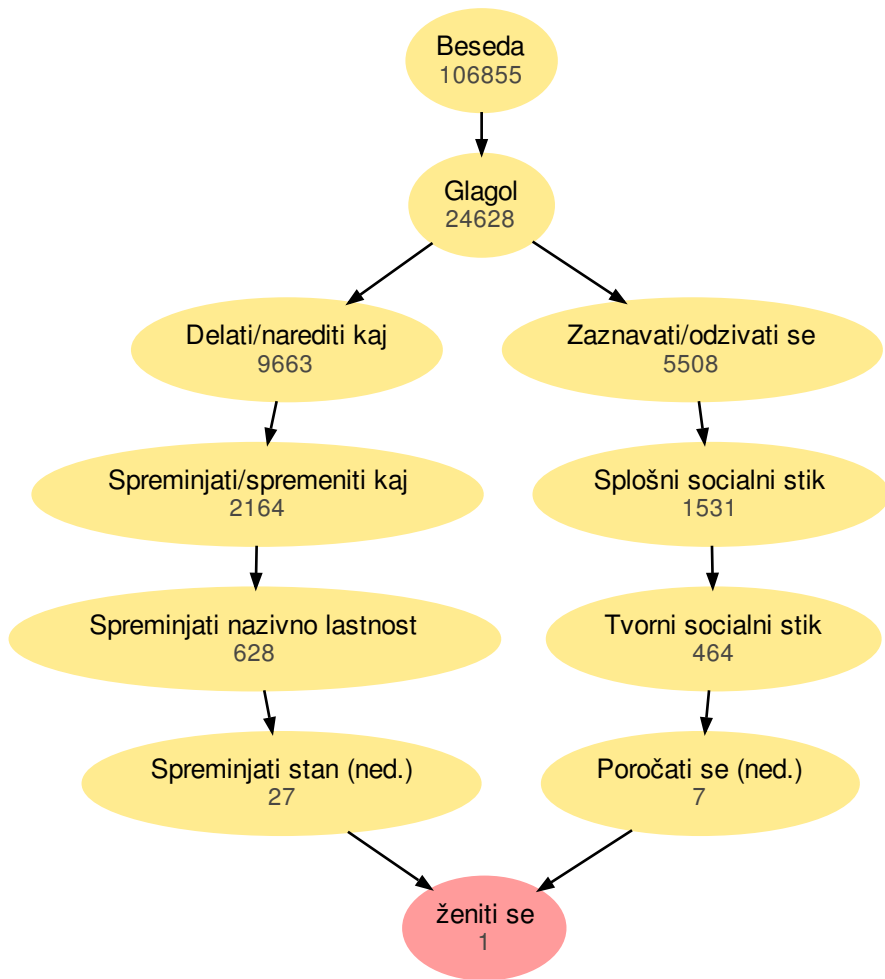 Beseda
106855
Glagol
24628
Delati/narediti kaj
9663
Zaznavati/odzivati se
5508
Spreminjati/spremeniti kaj
2164
Splošni socialni stik
1531
Spreminjati nazivno lastnost
628
Tvorni socialni stik
464
Spreminjati stan (ned.)
27
Poročati se (ned.)
7
ženiti se
1